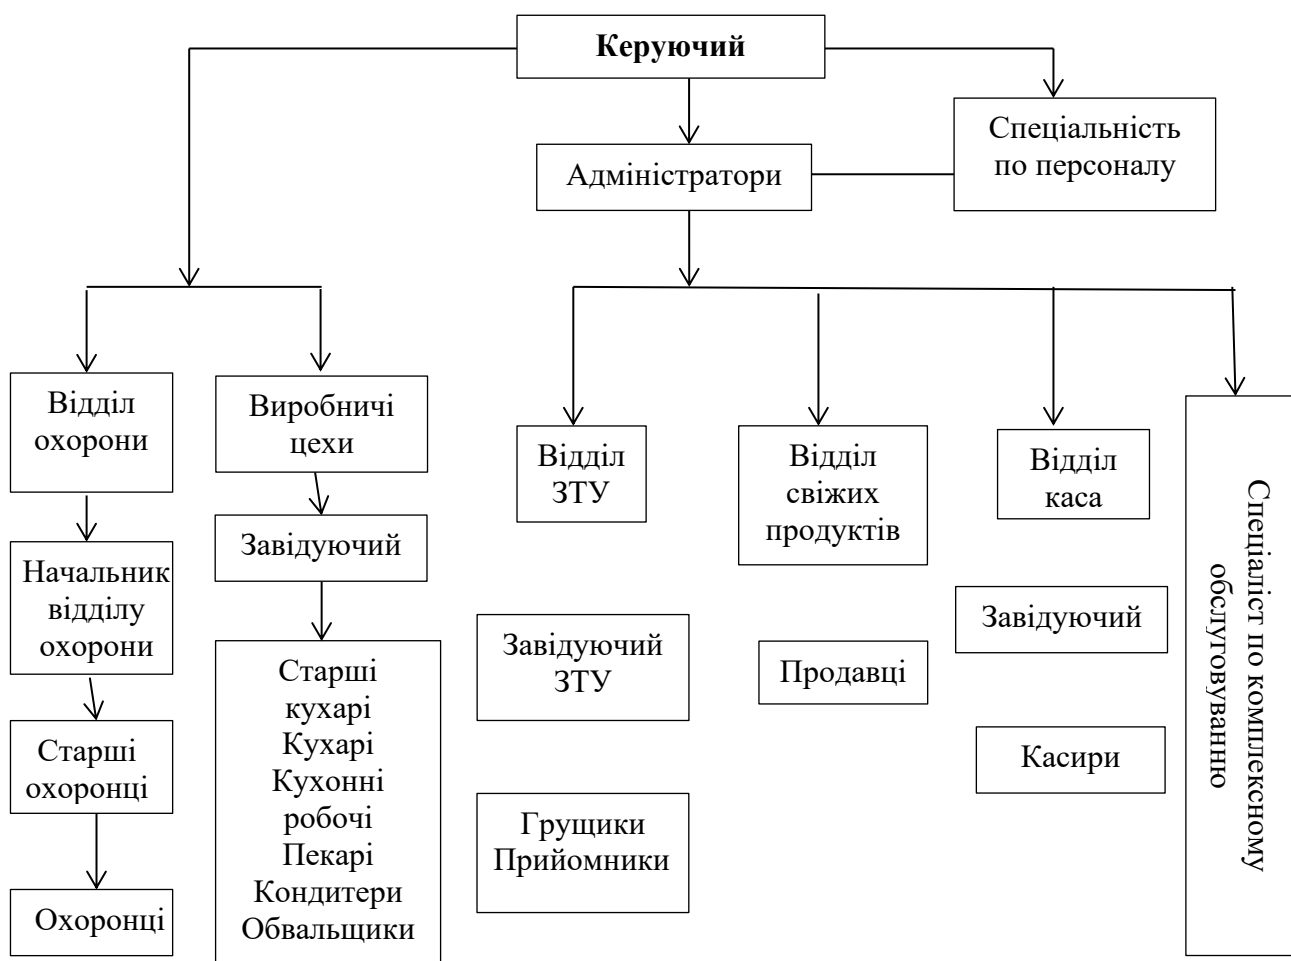 Керуючий
Спеціальність
по персоналу
Адміністратори
Відділ
охорони
Виробничі
цехи
Відділ
ЗТУ
Відділ
свіжих
продуктів
Відділ
каса
Спеціаліст по комплексному
обслуговуванню
Начальник
відділу
охорони
Завідуючий
Завідуючий
ЗТУ
Продавці
Завідуючий
Старші
охоронці
Старші
кухарі
Кухарі
Кухонні
робочі
Пекарі
Кондитери
Обвальщики
Грущики
Прийомники
Касири
Охоронці